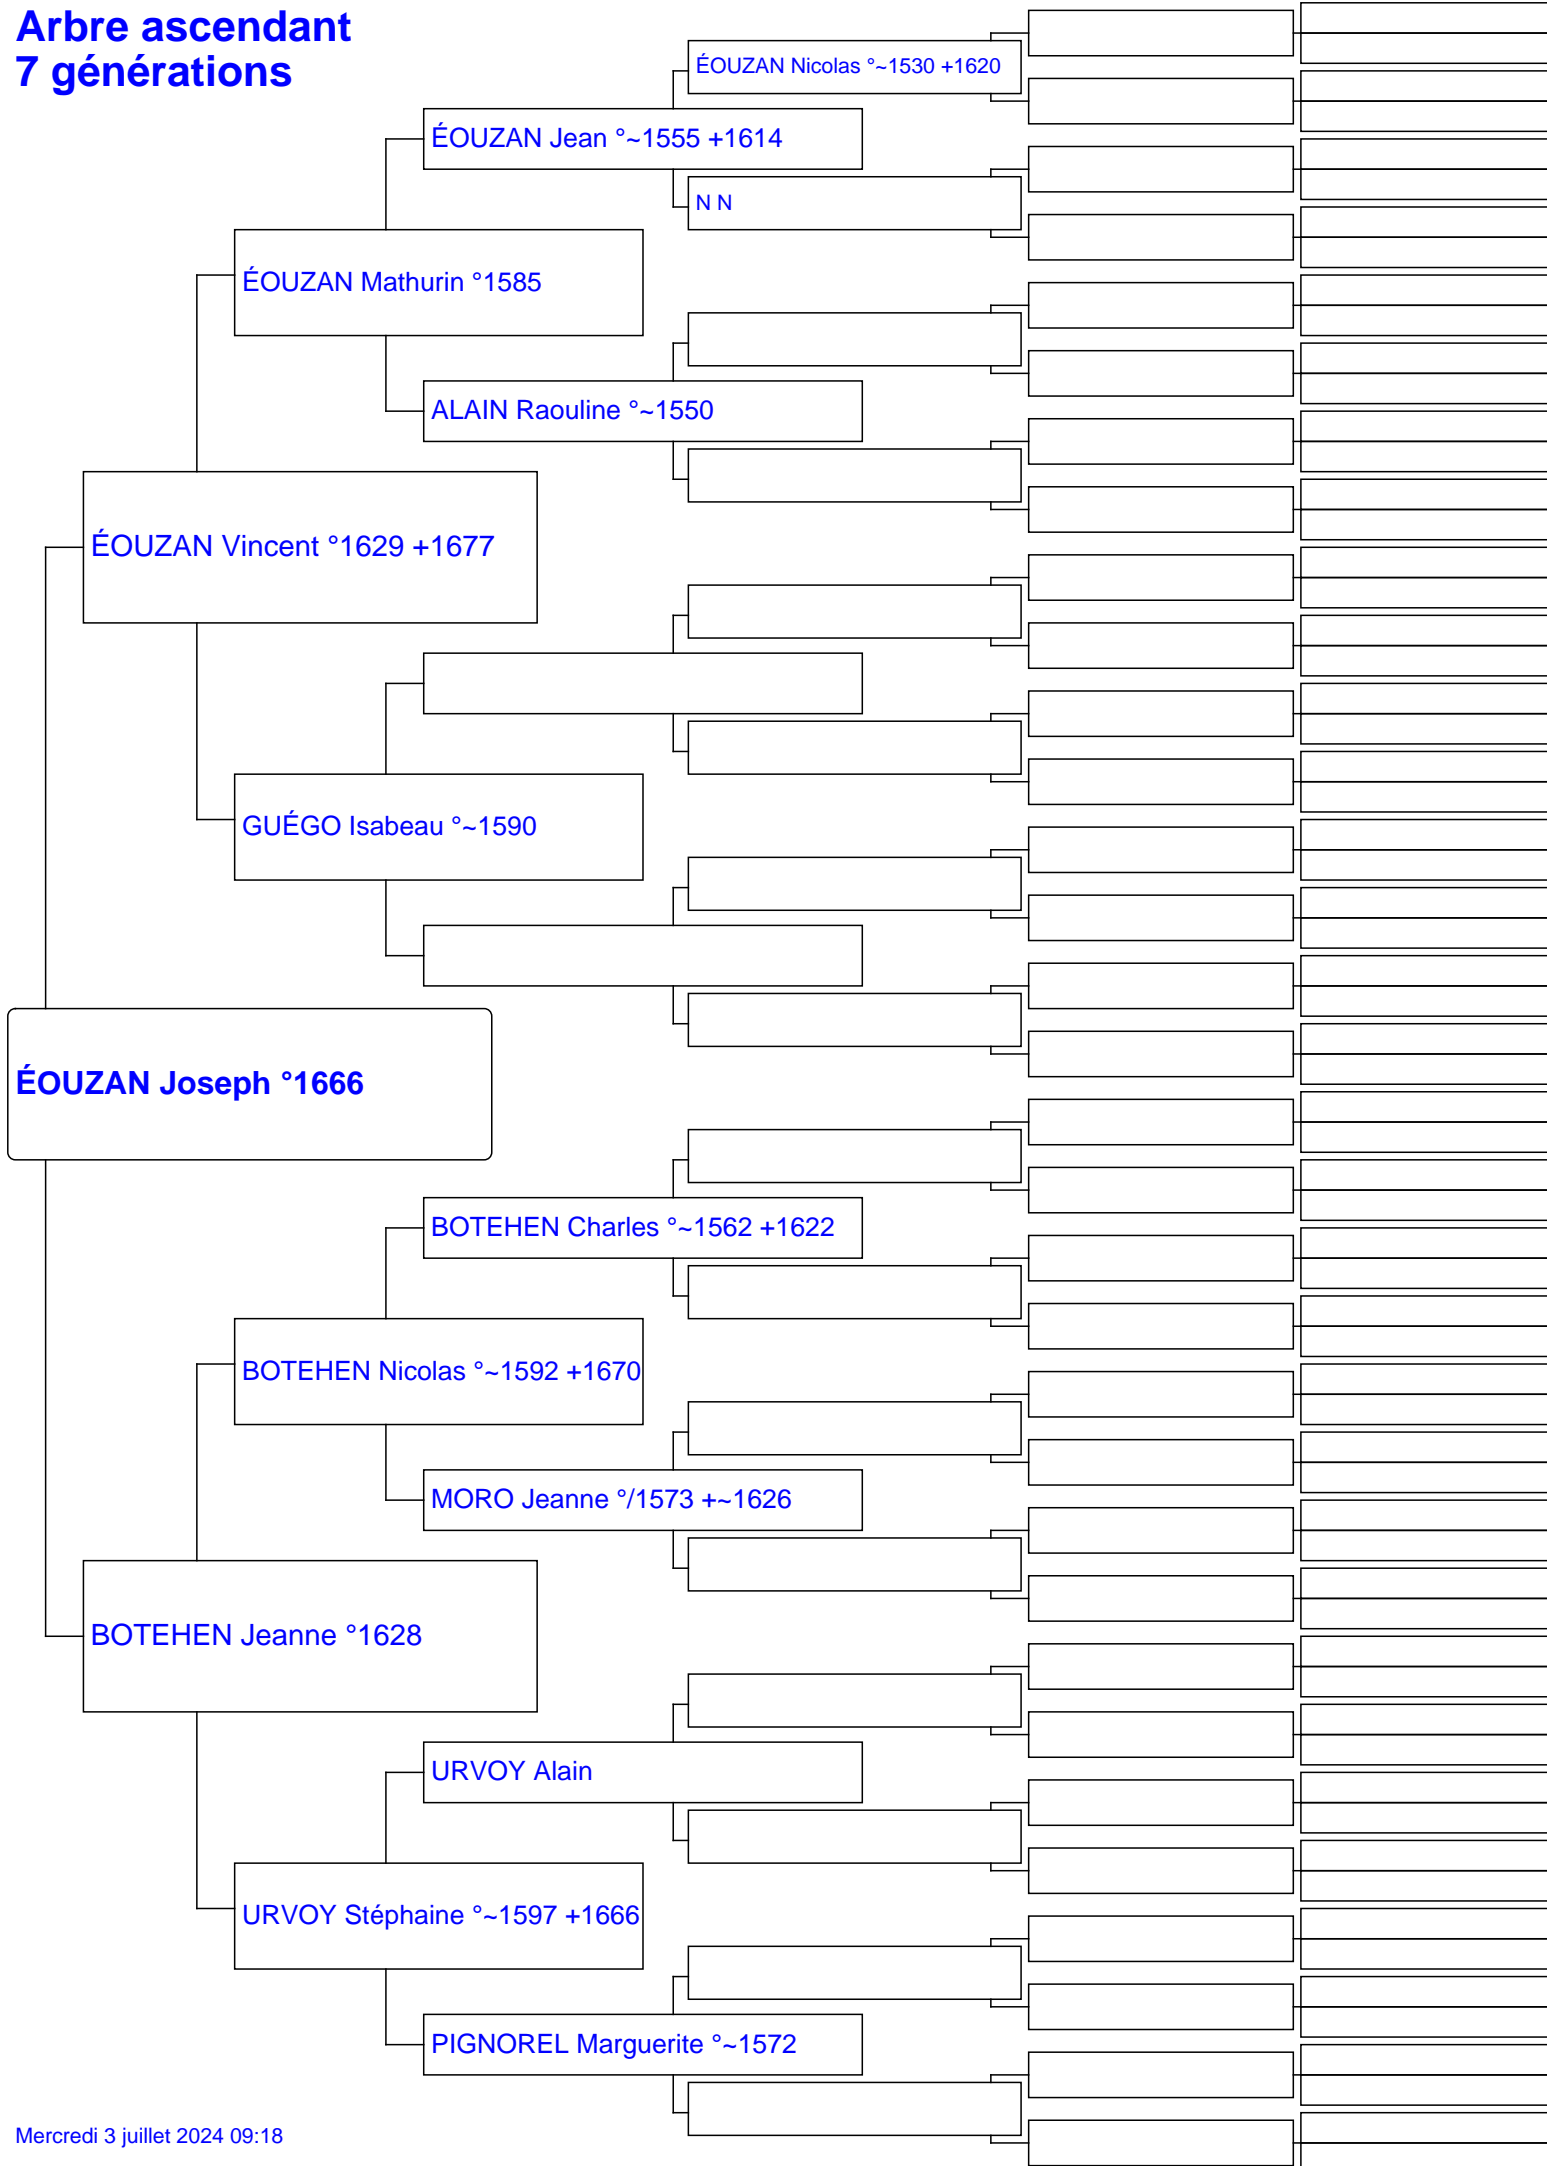 Arbre ascendant
7 générations
ÉOUZAN Nicolas °~1530 +1620
ÉOUZAN Jean °~1555 +1614
N N
ÉOUZAN Mathurin °1585
ALAIN Raouline °~1550
ÉOUZAN Vincent °1629 +1677
GUÉGO Isabeau °~1590
ÉOUZAN Joseph °1666
BOTEHEN Charles °~1562 +1622
BOTEHEN Nicolas °~1592 +1670
MORO Jeanne °/1573 +~1626
BOTEHEN Jeanne °1628
URVOY Alain
URVOY Stéphaine °~1597 +1666
PIGNOREL Marguerite °~1572
Mercredi 3 juillet 2024 09:18